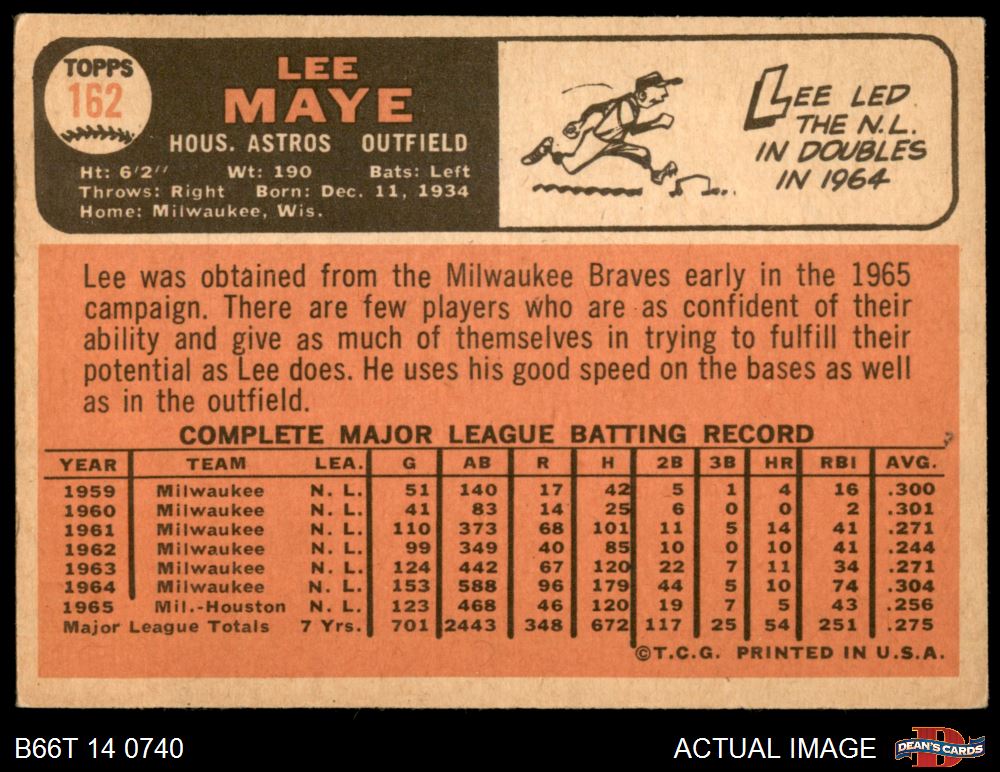 TOPPS
162
LEE
MAYE
HOUS. ASTROS OUTFIELD
Ht: 6'2" Wt: 190 Bats: Left
Throws: Right Born: Dec. 11, 1934
Home: Milwaukee, Wis.
LEE LED
THE N.L.
IN DOUBLES
IN 1964
Lee was obtained from the Milwaukee Braves early in the 1965
campaign. There are few players who are as confident of their
ability and give as much of themselves in trying to fulfill their
potential as Lee does. He uses his good speed on the bases as well
as in the outfield.
COMPLETE MAJOR LEAGUE BATTING RECORD
YEAR TEAM LEA. G AB R H 2B 3B HR RBI AVG.
1959 Milwaukee N. L. 51 140 17 42 5 1 4 16 .300
1960 Milwaukee N. L. 41 83 14 25 6 0 0 2 .301
1961 Milwaukee N. L. 110 373 68 101 11 5 14 41 .271
1962 Milwaukee N. L. 99 349 40 85 10 0 10 41 .244
1963 Milwaukee N. L. 124 442 67 120 22 7 11 34 .271
1964 Milwaukee N. L. 153 588 96 179 44 5 10 74 .304
1965 Mil.-Houston N. L. 123 468 46 120 19 7 5 43 .256
Major League Totals 7 Yrs. 701 2443 348 672 117 25 54 251 .275
©T.C.G. PRINTED IN U.S.A.
B66T 14 0740
ACTUAL IMAGE
DEAN'S CARDS